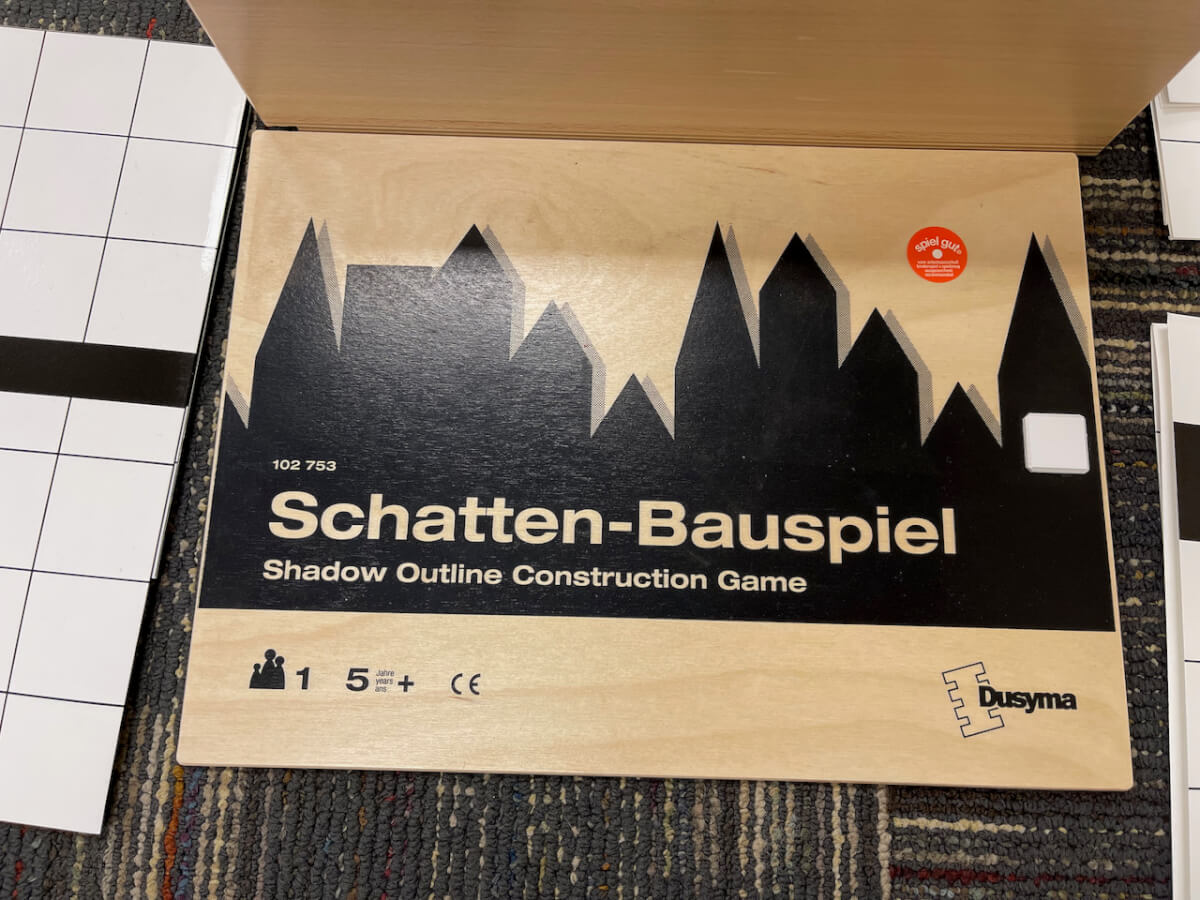 spiel gut®
102 753
Schatten-Bauspiel
Shadow Outline Construction Game
1
5 Jahre years ans +
CE
Dusyma